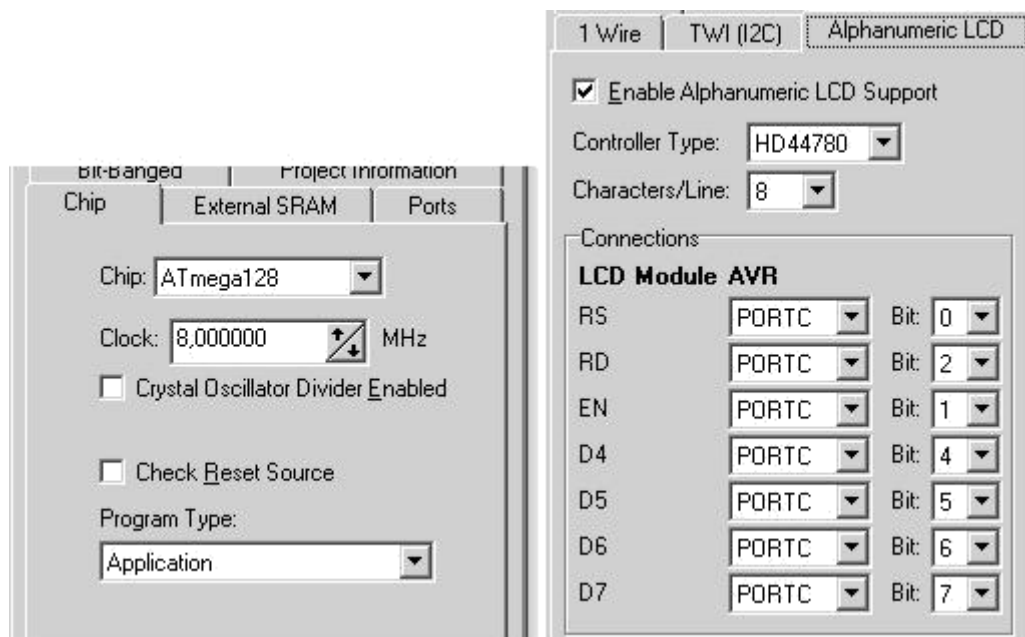 Bit-Banged Project Information
Chip External SRAM Ports
Chip: ATmega128
Clock: 8,000000 MHz
Crystal Oscillator Divider Enabled
Check Reset Source
Program Type:
Application
1 Wire TWI (I2C) Alphanumeric LCD
Enable Alphanumeric LCD Support
Controller Type: HD44780
Characters/Line: 8
Connections
LCD Module AVR
RS PORTC Bit: 0
RD PORTC Bit: 2
EN PORTC Bit: 1
D4 PORTC Bit: 4
D5 PORTC Bit: 5
D6 PORTC Bit: 6
D7 PORTC Bit: 7